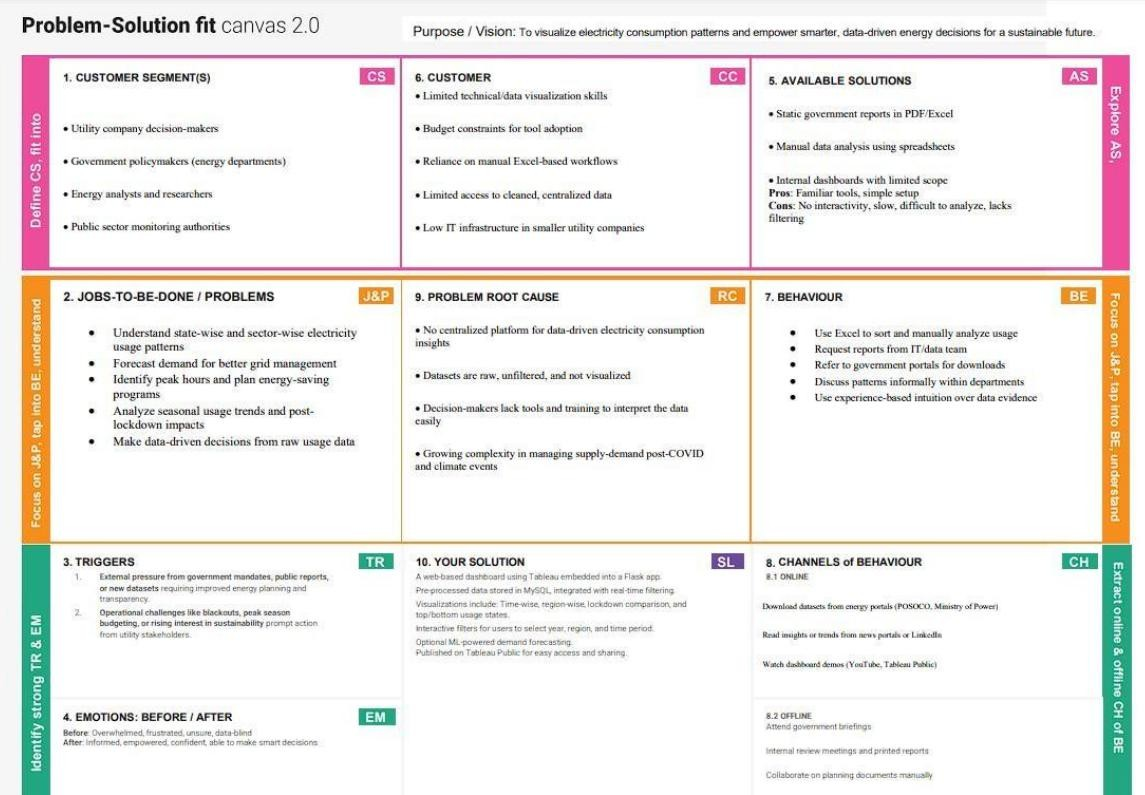 Problem-Solution fit canvas 2.0
Purpose / Vision: To visualize electricity consumption patterns and empower smarter, data-driven energy decisions for a sustainable future.
Define CS, fit into
1. CUSTOMER SEGMENT(S)
CS
• Utility company decision-makers
• Government policymakers (energy departments)
• Energy analysts and researchers
• Public sector monitoring authorities
6. CUSTOMER
CC
• Limited technical/data visualization skills
• Budget constraints for tool adoption
• Reliance on manual Excel-based workflows
• Limited access to cleaned, centralized data
• Low IT infrastructure in smaller utility companies
5. AVAILABLE SOLUTIONS
AS
• Static government reports in PDF/Excel
• Manual data analysis using spreadsheets
• Internal dashboards with limited scope
Pros: Familiar tools, simple setup
Cons: No interactivity, slow, difficult to analyze, lacks
filtering
Explore AS,
Focus on J&P, tap into BE, understand
2. JOBS-TO-BE-DONE / PROBLEMS
J&P
• Understand state-wise and sector-wise electricity
usage patterns
• Forecast demand for better grid management
• Identify peak hours and plan energy-saving
programs
• Analyze seasonal usage trends and post-
lockdown impacts
• Make data-driven decisions from raw usage data
9. PROBLEM ROOT CAUSE
RC
• No centralized platform for data-driven electricity consumption
insights
• Datasets are raw, unfiltered, and not visualized
• Decision-makers lack tools and training to interpret the data
easily
• Growing complexity in managing supply-demand post-COVID
and climate events
7. BEHAVIOUR
BE
• Use Excel to sort and manually analyze usage
• Request reports from IT/data team
• Refer to government portals for downloads
• Discuss patterns informally within departments
• Use experience-based intuition over data evidence
Focus on J&P, tap into BE, understand
Identify strong TR & EM
3. TRIGGERS
TR
1. External pressure from government mandates, public reports,
or new datasets requiring improved energy planning and
transparency.
2. Operational challenges like blackouts, peak season
budgeting, or rising interest in sustainability prompt action
from utility stakeholders.
4. EMOTIONS: BEFORE / AFTER
EM
Before: Overwhelmed, frustrated, unsure, data-blind
After: Informed, empowered, confident, able to make smart decisions
10. YOUR SOLUTION
SL
A web-based dashboard using Tableau embedded into a Flask app.
Pre-processed data stored in MySQL, integrated with real-time filtering.
Visualizations include: Time-wise, region-wise, lockdown comparison, and
top/bottom usage states.
Interactive filters for users to select year, region, and time period.
Optional ML-powered demand forecasting.
Published on Tableau Public for easy access and sharing.
8. CHANNELS of BEHAVIOUR
CH
8.1 ONLINE
Download datasets from energy portals (POSOCO, Ministry of Power)
Read insights or trends from news portals or LinkedIn
Watch dashboard demos (YouTube, Tableau Public)
8.2 OFFLINE
Attend government briefings
Internal review meetings and printed reports
Collaborate on planning documents manually
Extract online & offline CH of BE